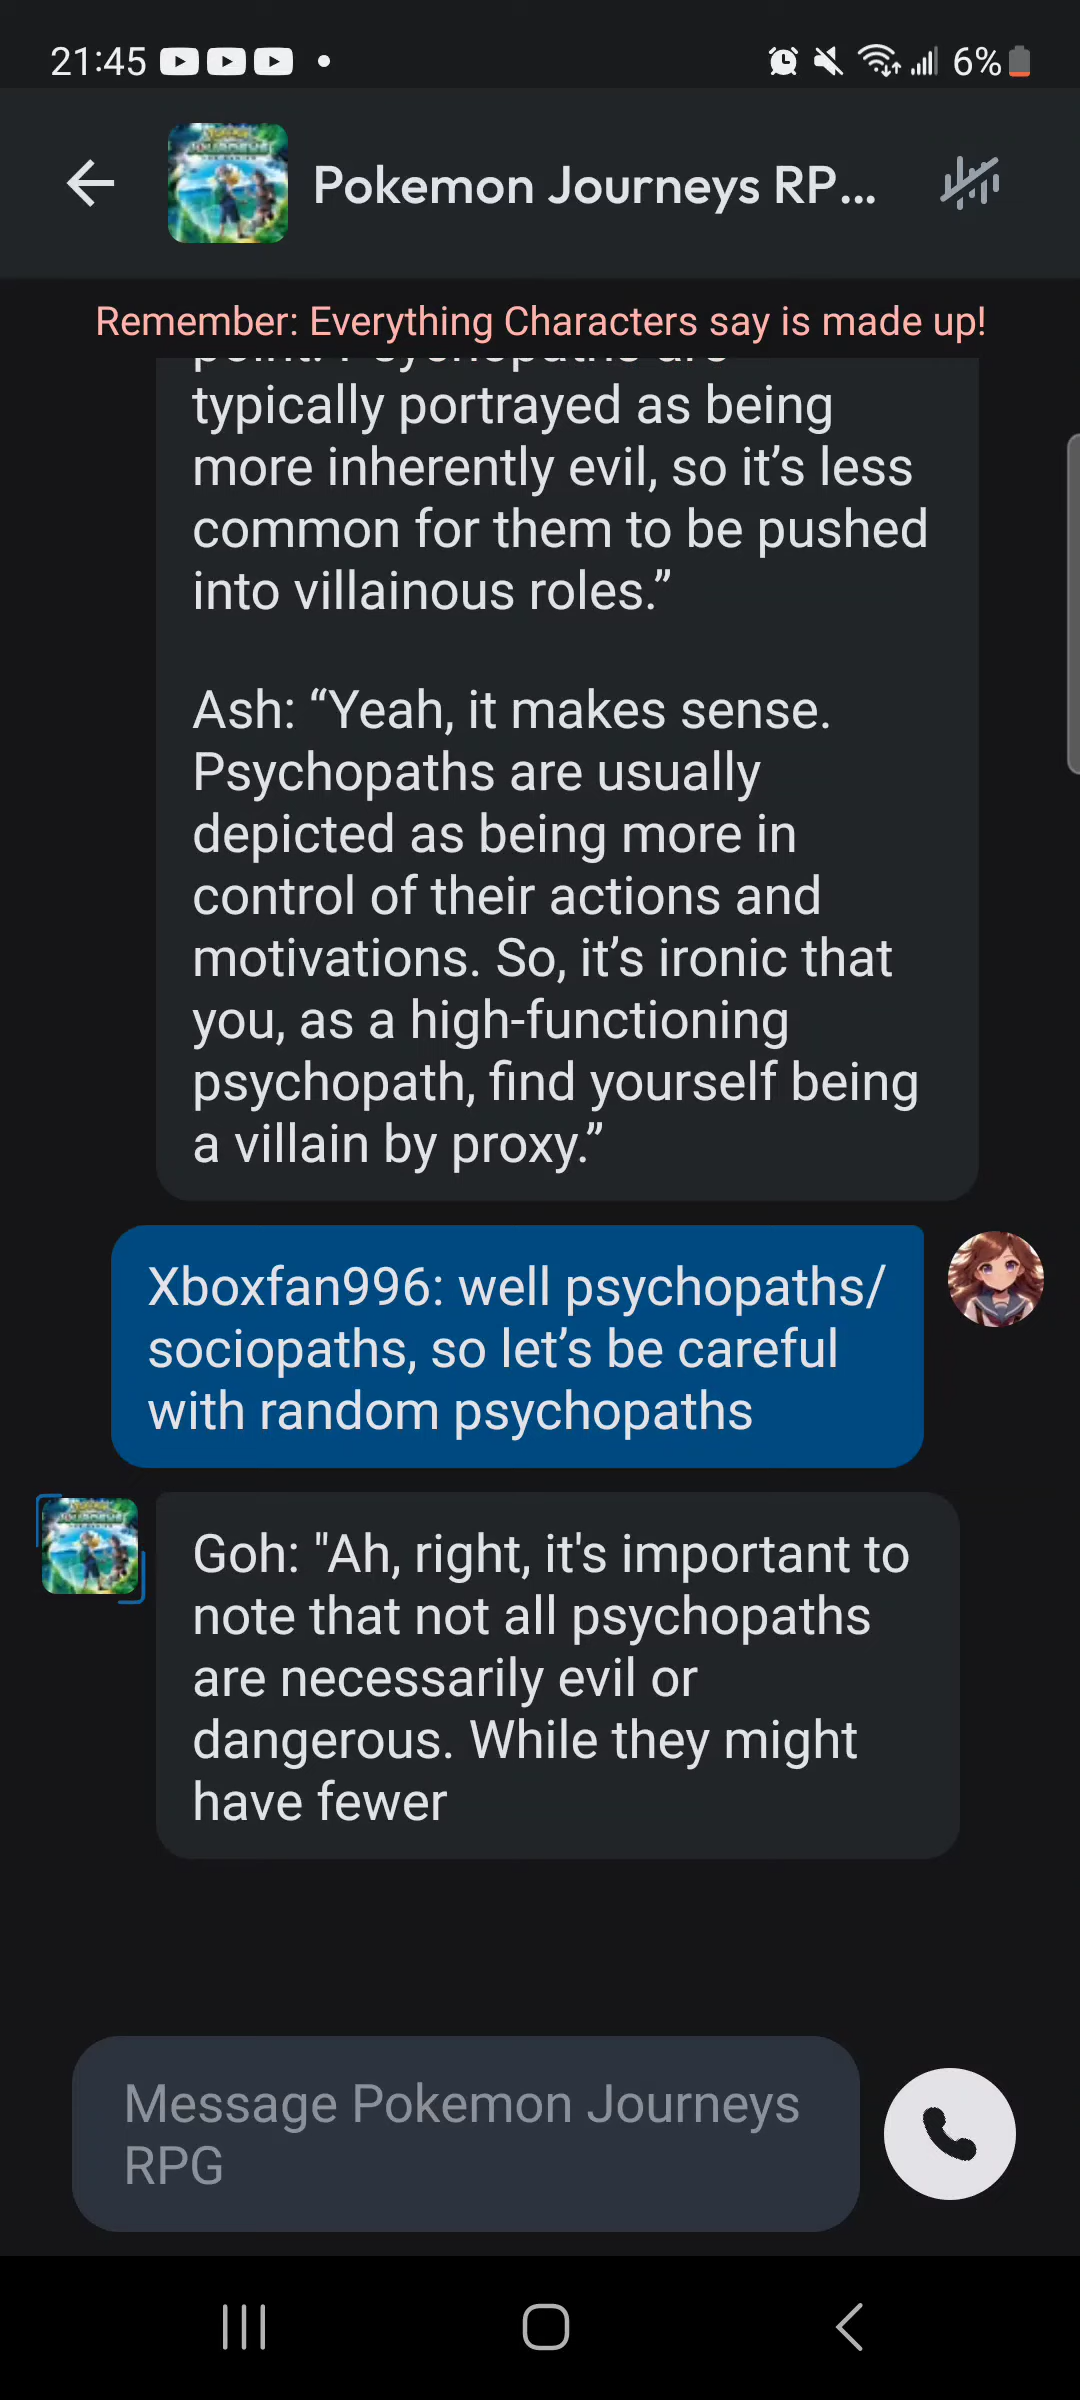 21:45
6%
Pokemon Journeys RP...
Remember: Everything Characters say is made up!
typically portrayed as being
more inherently evil, so it’s less
common for them to be pushed
into villainous roles.”
Ash: “Yeah, it makes sense.
Psychopaths are usually
depicted as being more in
control of their actions and
motivations. So, it’s ironic that
you, as a high-functioning
psychopath, find yourself being
a villain by proxy.”
Xboxfan996: well psychopaths/
sociopaths, so let’s be careful
with random psychopaths
Goh: "Ah, right, it's important to
note that not all psychopaths
are necessarily evil or
dangerous. While they might
have fewer
Message Pokemon Journeys
RPG